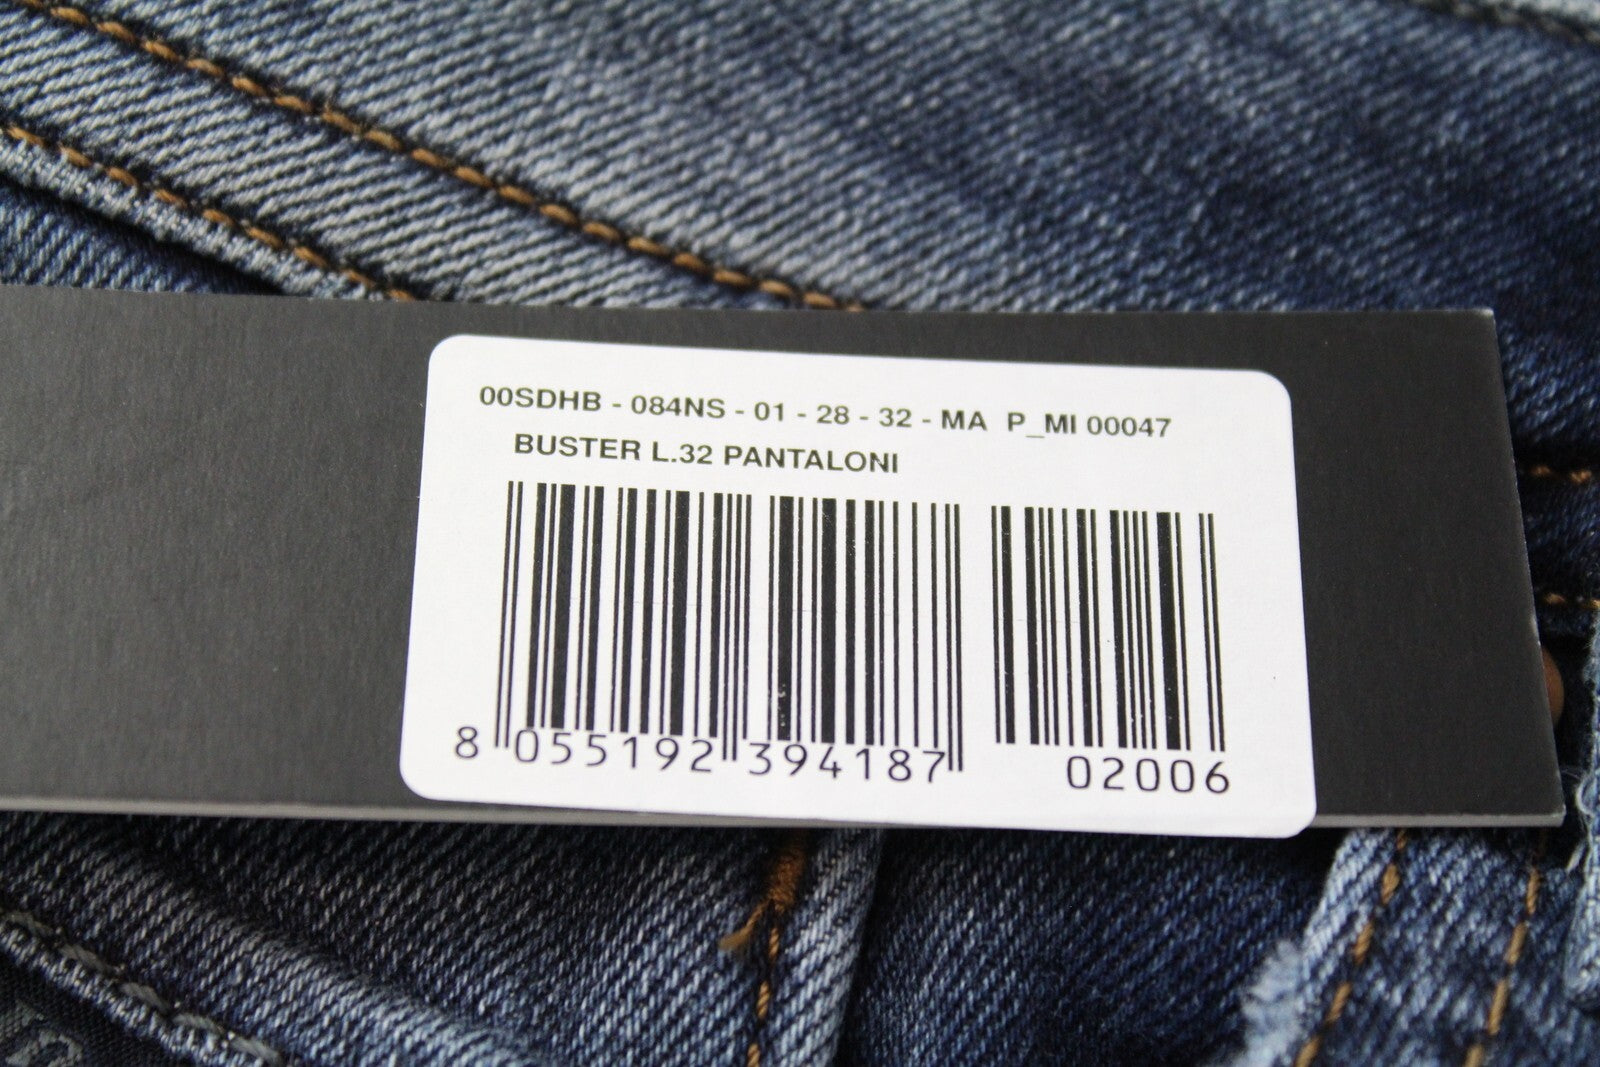 00SDHB - 084NS - 01 - 28 - 32 - MA P_MI 00047
BUSTER L.32 PANTALONI
8 055192 394187 02006